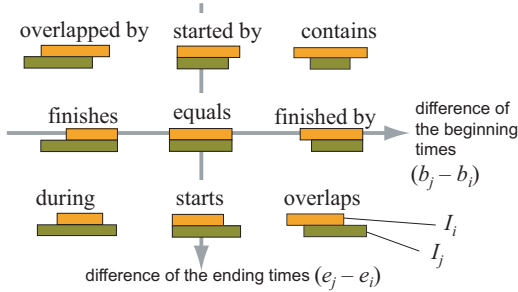 overlapped by started by contains
finishes equals finished by
difference of
the beginning
times
(b_j − b_i)
during starts overlaps
I_i
I_j
difference of the ending times (e_j − e_i)